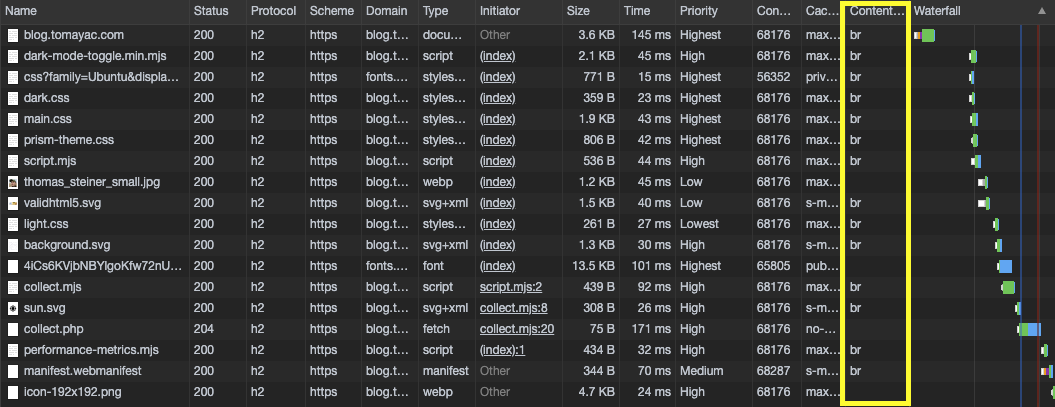 Name Status Protocol Scheme Domain Type Initiator Size Time Priority Con... Cac... Content... Waterfall
blog.tomayac.com 200 h2 https blog.t... docu... Other 3.6 KB 145 ms Highest 68176 max... br
dark-mode-toggle.min.mjs 200 h2 https blog.t... script (index) 2.1 KB 45 ms High 68176 max... br
css?family=Ubuntu&displa... 200 h2 https fonts.... styles... (index) 771 B 15 ms Highest 56352 priv... br
dark.css 200 h2 https blog.t... styles... (index) 359 B 23 ms Highest 68176 max... br
main.css 200 h2 https blog.t... styles... (index) 1.9 KB 43 ms Highest 68176 max... br
prism-theme.css 200 h2 https blog.t... styles... (index) 806 B 42 ms Highest 68176 max... br
script.mjs 200 h2 https blog.t... script (index) 536 B 44 ms High 68176 max... br
thomas_steiner_small.jpg 200 h2 https blog.t... webp (index) 1.2 KB 45 ms Low 68176 max...
validhtml5.svg 200 h2 https blog.t... svg+xml (index) 1.5 KB 40 ms Low 68176 s-m... br
light.css 200 h2 https blog.t... styles... (index) 261 B 27 ms Lowest 68176 max... br
background.svg 200 h2 https blog.t... svg+xml (index) 1.3 KB 30 ms High 68176 s-m... br
4iCs6KVjbNBYlgoKfw72nU... 200 h2 https fonts.... font (index) 13.5 KB 101 ms Highest 65805 pub...
collect.mjs 200 h2 https blog.t... script script.mjs:2 439 B 92 ms High 68176 max... br
sun.svg 200 h2 https blog.t... svg+xml collect.mjs:8 308 B 26 ms High 68176 s-m... br
collect.php 204 h2 https blog.t... fetch collect.mjs:20 75 B 171 ms High 68176 no-...
performance-metrics.mjs 200 h2 https blog.t... script (index):1 434 B 32 ms High 68176 max... br
manifest.webmanifest 200 h2 https blog.t... manifest Other 344 B 70 ms Medium 68287 s-m... br
icon-192x192.png 200 h2 https blog.t... webp Other 4.7 KB 24 ms High 68176 max...